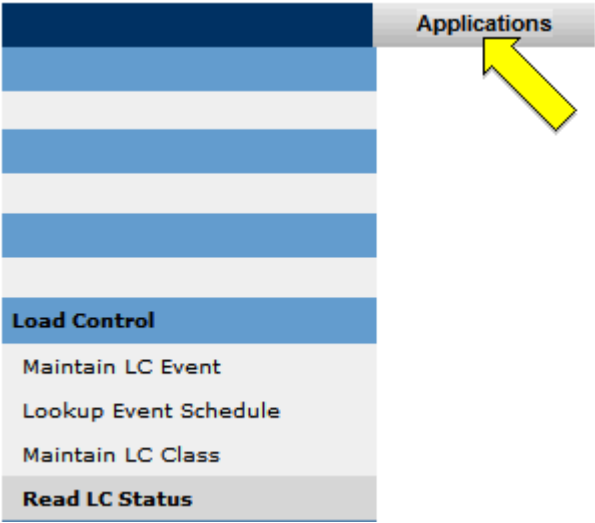 Applications
Load Control
Maintain LC Event
Lookup Event Schedule
Maintain LC Class
Read LC Status